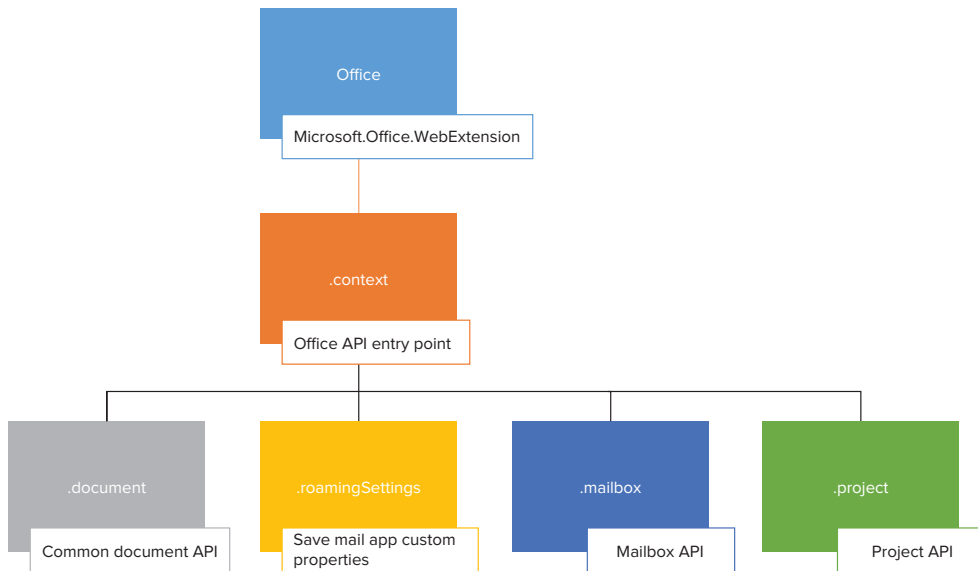 Office
Microsoft.Office.WebExtension
.context
Office API entry point
.document
.roamingSettings
.mailbox
.project
Common document API
Save mail app custom
properties
Mailbox API
Project API